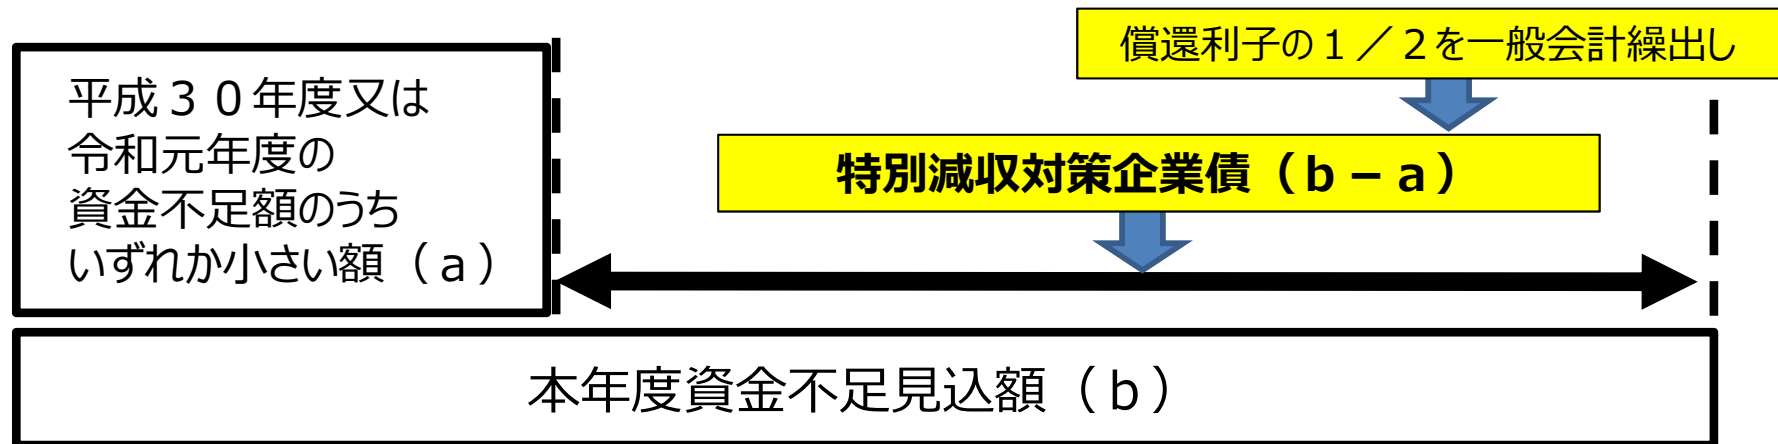 償還利子の１／２を一般会計繰出し
平成３０年度又は
令和元年度の
資金不足額のうち
いずれか小さい額（ａ）
特別減収対策企業債（ｂ－ａ）
本年度資金不足見込額（ｂ）